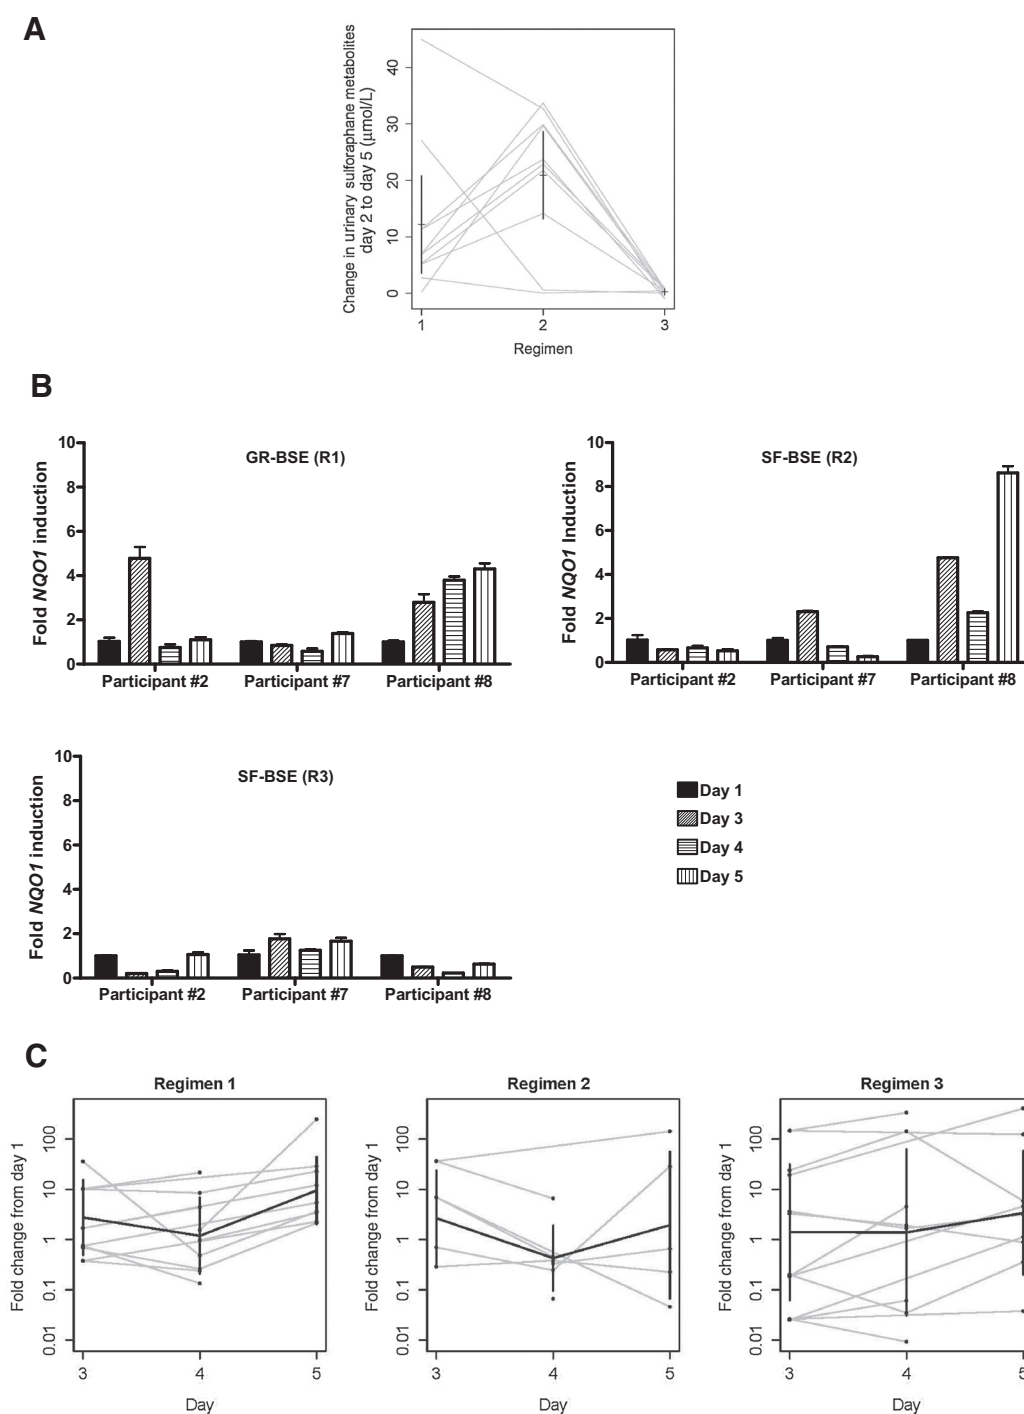 A
Change in urinary sulforaphane metabolites
day 2 to day 5 (μmol/L)
40
30
20
10
0
1 2 3
Regimen
B
GR-BSE (R1)
Fold NQO1 induction
10
8
6
4
2
0
Participant #2 Participant #7 Participant #8
SF-BSE (R2)
Fold NQO1 Induction
10
8
6
4
2
0
Participant #2 Participant #7 Participant #8
SF-BSE (R3)
Fold NQO1 induction
10
8
6
4
2
0
Participant #2 Participant #7 Participant #8
Day 1
Day 3
Day 4
Day 5
C
Regimen 1
Fold change from day 1
100
10
1
0.1
0.01
3 4 5
Day
Regimen 2
Fold change from day 1
100
10
1
0.1
0.01
3 4 5
Day
Regimen 3
Fold change from day 1
100
10
1
0.1
0.01
3 4 5
Day